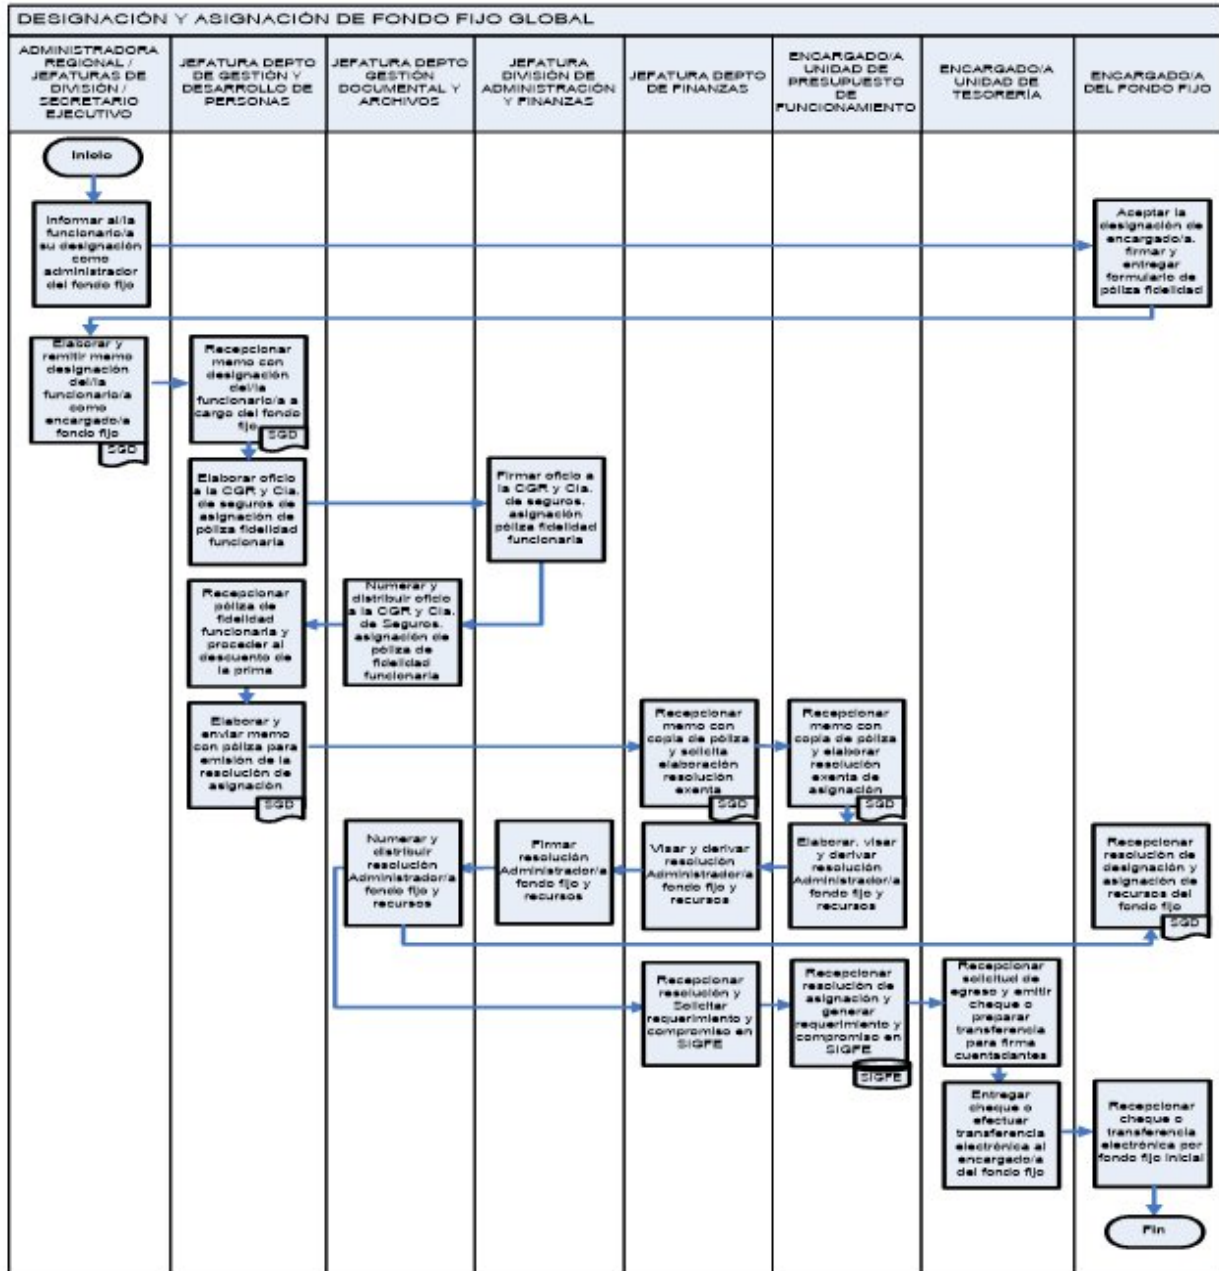 DESIGNACIÓN Y ASIGNACIÓN DE FONDO FIJO GLOBAL
ADMINISTRADORA
REGIONAL /
JEFATURAS DE
DIVISIÓN /
SECRETARIO
EJECUTIVO
JEFATURA DEPTO
DE GESTIÓN Y
DESARROLLO DE
PERSONAS
JEFATURA DEPTO
GESTIÓN
DOCUMENTAL Y
ARCHIVOS
JEFATURA
DIVISIÓN DE
ADMINISTRACIÓN
Y FINANZAS
JEFATURA DEPTO
DE FINANZAS
ENCARGADO/A
UNIDAD DE
PRESUPUESTO
DE
FUNCIONAMIENTO
ENCARGADO/A
UNIDAD DE
TESORERÍA
ENCARGADO/A
DEL FONDO FIJO
Inicio
Informar al/la
funcionario/a
su designación
como
administrador
del fondo fijo
Aceptar la
designación de
encargado/a,
firmar y
entregar
formulario de
póliza fidelidad
Elaborar y
remitir memo
designación
del/la
funcionario/a
como
encargado/a
fondo fijo
SGD
Recepcionar
memo con
designación
del/la
funcionario/a a
cargo del fondo
fijo
SGD
Elaborar oficio
a la CGR y Cia.
de seguros de
asignación de
póliza fidelidad
funcionaria
Firmar oficio a
la CGR y Cia.
de seguros,
asignación
póliza fidelidad
funcionaria
Recepcionar
póliza de
fidelidad
funcionaria y
proceder al
descuento de
la prima
Numerar y
distribuir oficio
a la CGR y Cia.
de Seguros,
asignación de
póliza de
fidelidad
funcionaria
Elaborar y
enviar memo
con póliza para
emisión de la
resolución de
asignación
SGD
Recepcionar
memo con
copia de póliza
y solicita
elaboración
resolución
exenta
SGD
Recepcionar
memo con
copia de póliza
y elaborar
resolución
exenta de
asignación
SGD
Numerar y
distribuir
resolución
Administrador/a
fondo fijo y
recursos
Firmar
resolución
Administrador/a
fondo fijo y
recursos
Visar y derivar
resolución
Administrador/a
fondo fijo y
recursos
Elaborar, visar
y derivar
resolución
Administrador/a
fondo fijo y
recursos
Recepcionar
resolución de
designación y
asignación de
recursos del
fondo fijo
SGD
Recepcionar
resolución y
Solicitar
requerimiento y
compromiso en
SIGFE
Recepcionar
resolución de
asignación y
generar
requerimiento y
compromiso en
SIGFE
SIGFE
Recepcionar
solicitud de
egreso y emitir
cheque o
preparar
transferencia
para firma
cuentadantes
Entregar
cheque o
efectuar
transferencia
electrónica al
encargado/a
del fondo fijo
Recepcionar
cheque o
transferencia
electrónica por
fondo fijo inicial
Fin